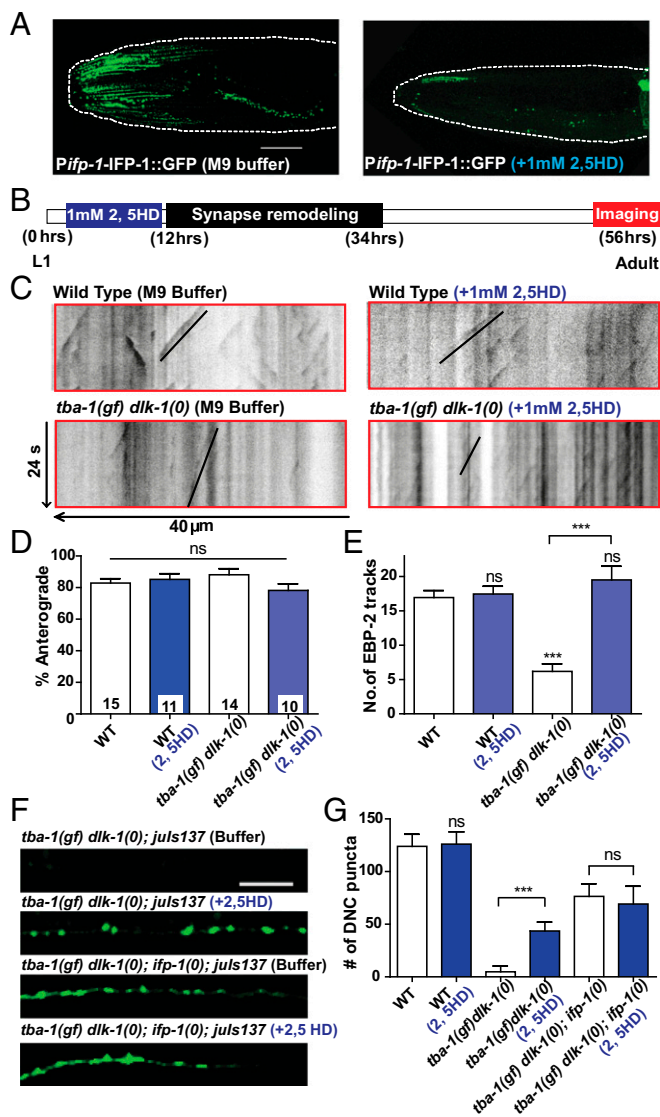 A
Pifp-1-IFP-1::GFP (M9 buffer)
Pifp-1-IFP-1::GFP (+1mM 2,5HD)
B
1mM 2, 5HD
Synapse remodeling
Imaging
(0 hrs)
(12hrs)
(34hrs)
(56hrs)
L1
Adult
C
Wild Type (M9 Buffer)
Wild Type (+1mM 2,5HD)
tba-1(gf) dlk-1(0) (M9 Buffer)
tba-1(gf) dlk-1(0) (+1mM 2,5HD)
24 s
40 µm
D
ns
% Anterograde
100
80
60
40
20
0
15
11
14
10
WT
WT
(2, 5HD)
tba-1(gf) dlk-1(0)
tba-1(gf) dlk-1(0)
(2, 5HD)
E
***
ns
ns
***
No.of EBP-2 tracks
20
15
10
5
0
WT
WT
(2, 5HD)
tba-1(gf) dlk-1(0)
tba-1(gf) dlk-1(0)
(2, 5HD)
F
tba-1(gf) dlk-1(0); juIs137 (Buffer)
tba-1(gf) dlk-1(0); juIs137 (+2,5HD)
tba-1(gf) dlk-1(0); ifp-1(0); juIs137 (Buffer)
tba-1(gf) dlk-1(0); ifp-1(0); juIs137 (+2,5 HD)
G
ns
***
ns
# of DNC puncta
150
100
50
0
WT
WT
(2, 5HD)
tba-1(gf)dlk-1(0)
tba-1(gf)dlk-1(0)
(2, 5HD)
tba-1(gf) dlk-1(0); ifp-1(0)
tba-1(gf) dlk-1(0); ifp-1(0)
(2, 5HD)